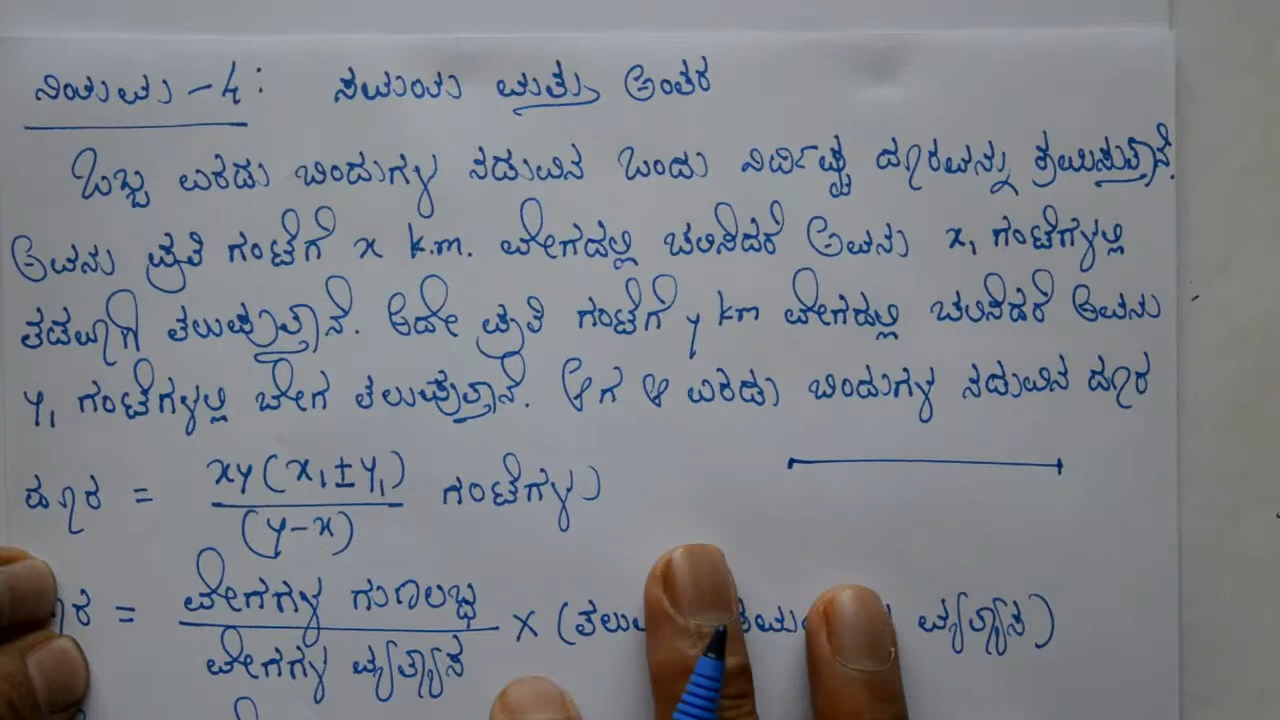 ನಿಯಮ - 4 : ಸಮಯ ಮತ್ತು ಅಂತರ
ಒಬ್ಬ ಎರಡು ಬಿಂದುಗಳ ನಡುವಿನ ಒಂದು ನಿರ್ದಿಷ್ಟ ದೂರವನ್ನು ಕ್ರಮಿಸುತ್ತಾನೆ.
ಅವನು ಪ್ರತಿ ಗಂಟೆಗೆ x k.m. ವೇಗದಲ್ಲಿ ಚಲಿಸಿದರೆ ಅವನು x₁ ಗಂಟೆಗಳಲ್ಲಿ
ತಡವಾಗಿ ತಲುಪುತ್ತಾನೆ. ಅದೇ ಪ್ರತಿ ಗಂಟೆಗೆ y km ವೇಗದಲ್ಲಿ ಚಲಿಸಿದರೆ ಅವನು
y₁ ಗಂಟೆಗಳಲ್ಲಿ ಬೇಗ ತಲುಪುತ್ತಾನೆ. ಆಗ ಆ ಎರಡು ಬಿಂದುಗಳ ನಡುವಿನ ದೂರ
ದೂರ = xy(x₁±y₁) / (y-x) ಗಂಟೆಗಳು
= ವೇಗಗಳ ಗುಣಲಬ್ಧ / ವೇಗಗಳ ವ್ಯತ್ಯಾಸ × ( ವ್ಯತ್ಯಾಸ )